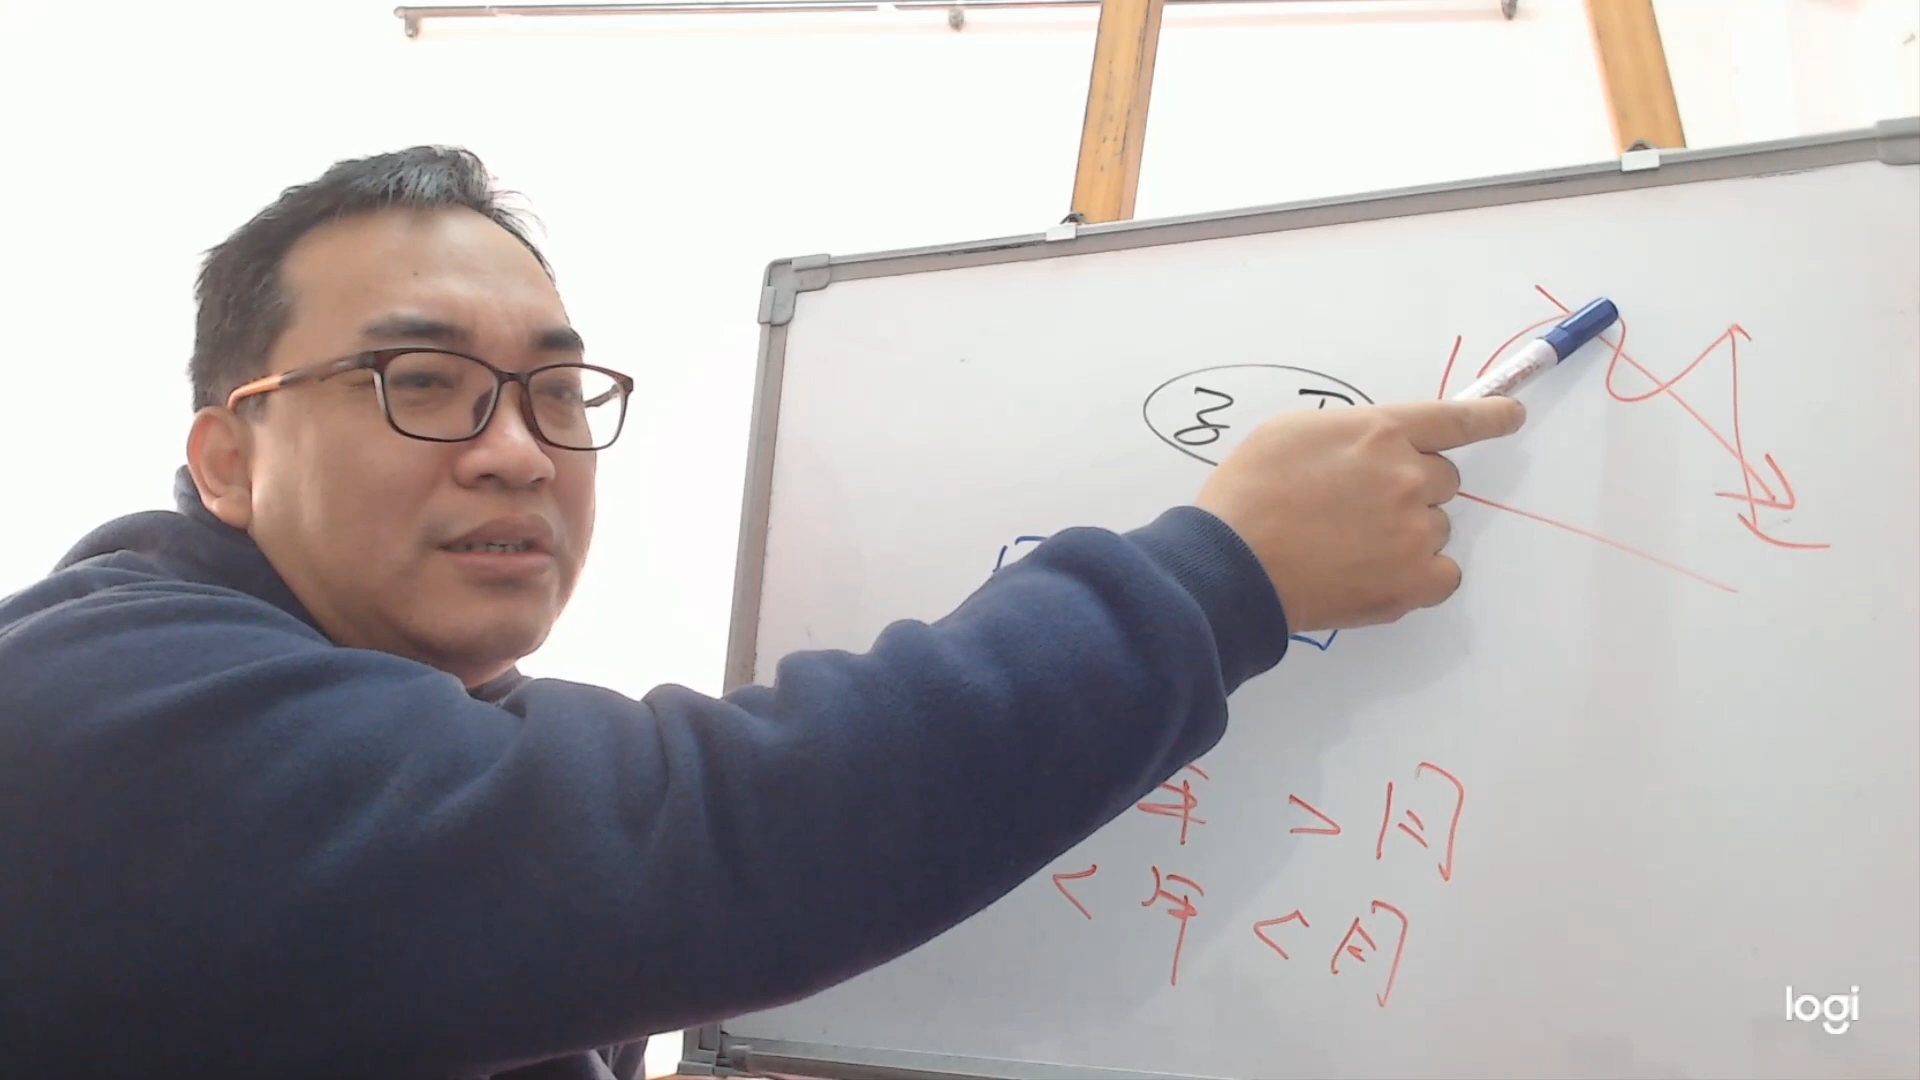 年 > 月
< 年 < 月
logi